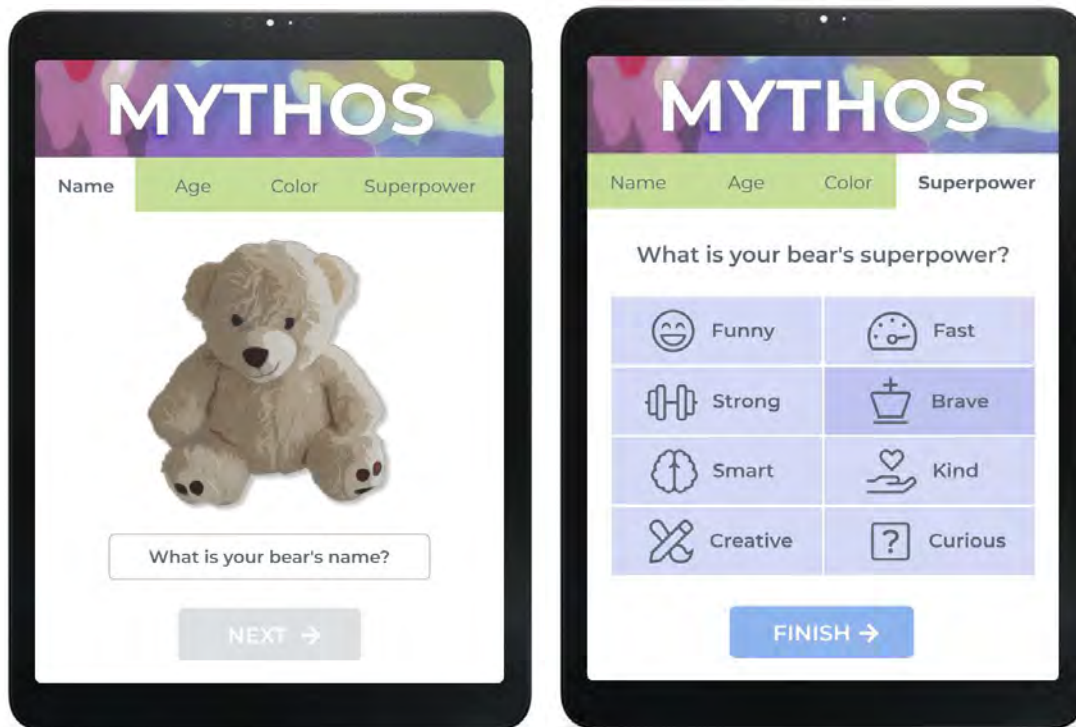 MYTHOS
Name Age Color Superpower
What is your bear's name?
NEXT →
MYTHOS
Name Age Color Superpower
What is your bear's superpower?
Funny Fast
Strong Brave
Smart Kind
Creative Curious
FINISH →